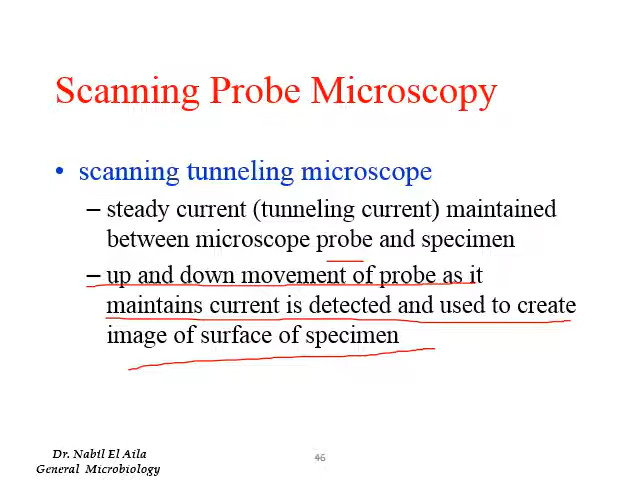 Scanning Probe Microscopy
• scanning tunneling microscope
– steady current (tunneling current) maintained
between microscope probe and specimen
– up and down movement of probe as it
maintains current is detected and used to create
image of surface of specimen
Dr. Nabil El Aila
General Microbiology
46